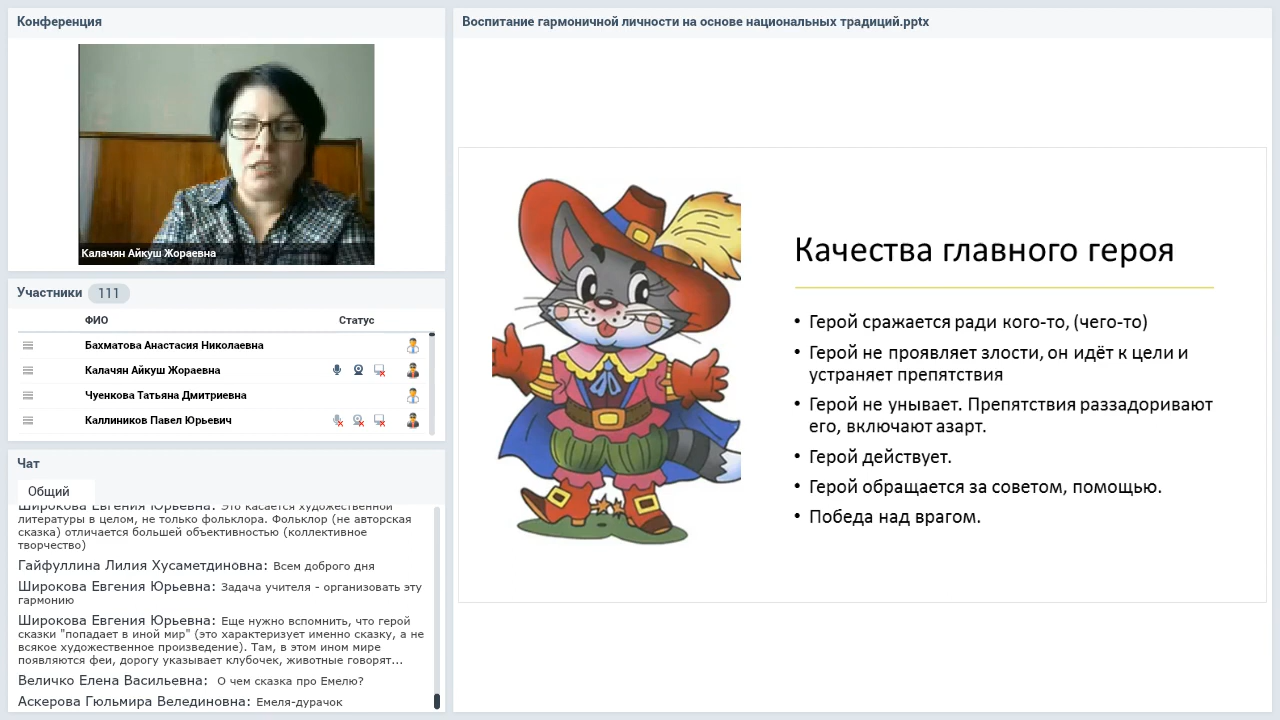 Конференция
Калачян Айкуш Жораевна
Участники 111
ФИО Статус
Бахматова Анастасия Николаевна
Калачян Айкуш Жораевна
Чуенкова Татьяна Дмитриевна
Каллиников Павел Юрьевич
Чат
Общий
Широкова Евгения Юрьевна: Это касается художественной
литературы в целом, не только фольклора. Фольклор (не авторская
сказка) отличается большей объективностью (коллективное
творчество)
Гайфуллина Лилия Хусаметдиновна: Всем доброго дня
Широкова Евгения Юрьевна: Задача учителя - организовать эту
гармонию
Широкова Евгения Юрьевна: Еще нужно вспомнить, что герой
сказки "попадает в иной мир" (это характеризует именно сказку, а не
всякое художественное произведение). Там, в этом ином мире
появляются феи, дорогу указывает клубочек, животные говорят...
Величко Елена Васильевна: О чем сказка про Емелю?
Аскерова Гюльмира Велединовна: Емеля-дурачок
Воспитание гармоничной личности на основе национальных традиций.pptx
Качества главного героя
• Герой сражается ради кого-то, (чего-то)
• Герой не проявляет злости, он идёт к цели и
устраняет препятствия
• Герой не унывает. Препятствия раззадоривают
его, включают азарт.
• Герой действует.
• Герой обращается за советом, помощью.
• Победа над врагом.